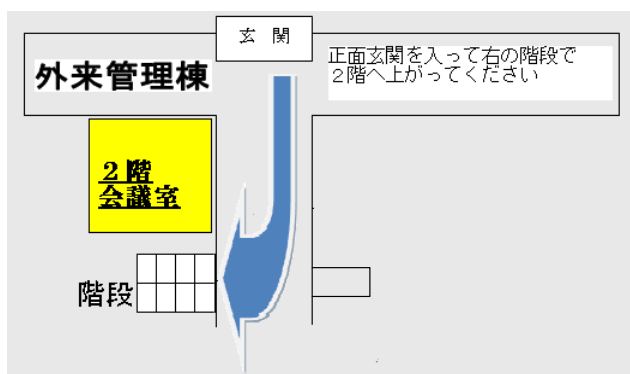 玄 関
正面玄関を入って右の階段で
２階へ上がってください
外来管理棟
２階
会議室
階段